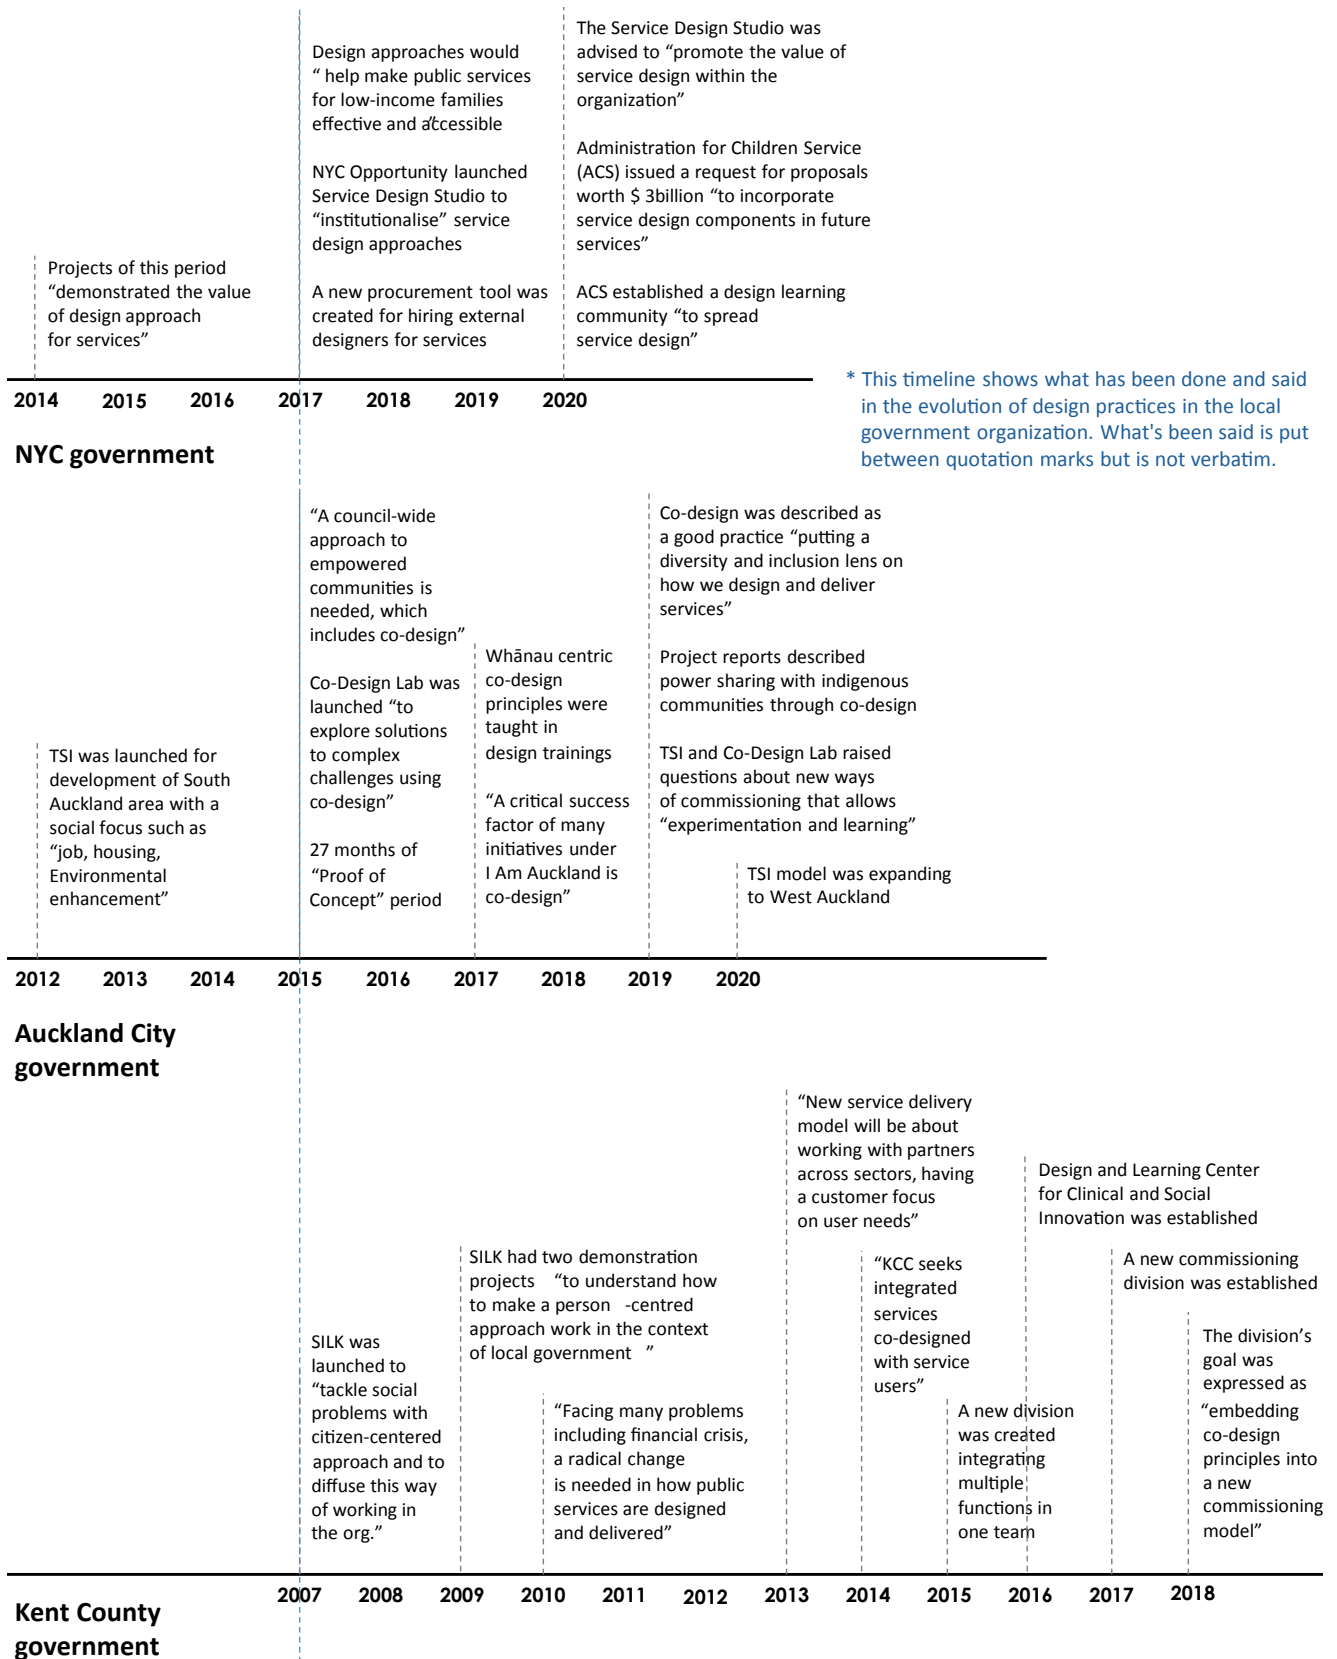 Design approaches would
“ help make public services
for low-income families
effective and accessible”
NYC Opportunity launched
Service Design Studio to
“institutionalise” service
design approaches
A new procurement tool was
created for hiring external
designers for services
The Service Design Studio was
advised to “promote the value of
service design within the
organization”
Administration for Children Service
(ACS) issued a request for proposals
worth $ 3billion “to incorporate
service design components in future
services”
ACS established a design learning
community “to spread
service design”
Projects of this period
“demonstrated the value
of design approach
for services”
2014 2015 2016 2017 2018 2019 2020
NYC government
* This timeline shows what has been done and said
in the evolution of design practices in the local
government organization. What's been said is put
between quotation marks but is not verbatim.
TSI was launched for
development of South
Auckland area with a
social focus such as
“job, housing,
Environmental
enhancement”
“A council-wide
approach to
empowered
communities is
needed, which
includes co-design”
Co-Design Lab was
launched “to
explore solutions
to complex
challenges using
co-design”
27 months of
“Proof of
Concept” period
Whānau centric
co-design
principles were
taught in
design trainings
“A critical success
factor of many
initiatives under
I Am Auckland is
co-design”
Co-design was described as
a good practice “putting a
diversity and inclusion lens on
how we design and deliver
services”
Project reports described
power sharing with indigenous
communities through co-design
TSI and Co-Design Lab raised
questions about new ways
of commissioning that allows
“experimentation and learning”
TSI model was expanding
to West Auckland
2012 2013 2014 2015 2016 2017 2018 2019 2020
Auckland City
government
SILK was
launched to
“tackle social
problems with
citizen-centered
approach and to
diffuse this way
of working in
the org.”
SILK had two demonstration
projects “to understand how
to make a person -centred
approach work in the context
of local government ”
“Facing many problems
including financial crisis,
a radical change
is needed in how public
services are designed
and delivered”
“New service delivery
model will be about
working with partners
across sectors, having
a customer focus
on user needs”
“KCC seeks
integrated
services
co-designed
with service
users”
A new division
was created
integrating
multiple
functions in
one team
Design and Learning Center
for Clinical and Social
Innovation was established
A new commissioning
division was established
The division’s
goal was
expressed as
“embedding
co-design
principles into
a new
commissioning
model”
2007 2008 2009 2010 2011 2012 2013 2014 2015 2016 2017 2018
Kent County
government